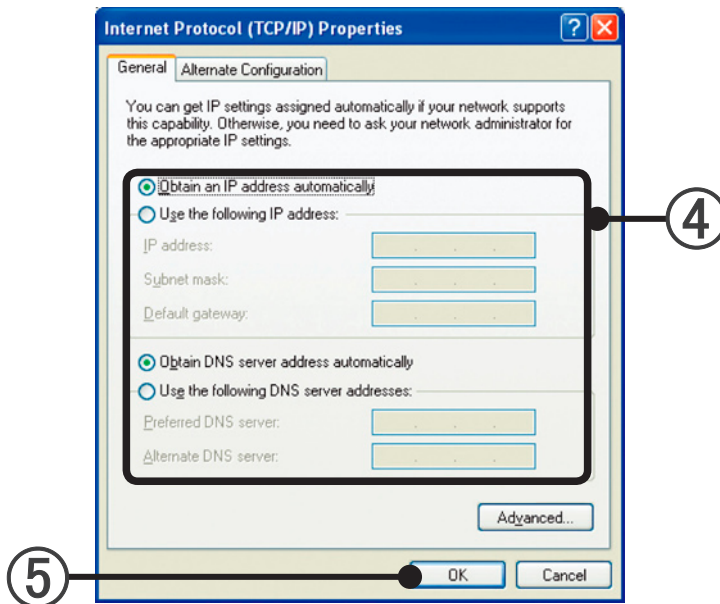 Internet Protocol (TCP/IP) Properties
General Alternate Configuration
You can get IP settings assigned automatically if your network supports
this capability. Otherwise, you need to ask your network administrator for
the appropriate IP settings.
Obtain an IP address automatically
Use the following IP address:
④
IP address:
Subnet mask:
Default gateway:
Obtain DNS server address automatically
Use the following DNS server addresses:
Preferred DNS server:
Alternate DNS server:
Advanced...
⑤
OK Cancel